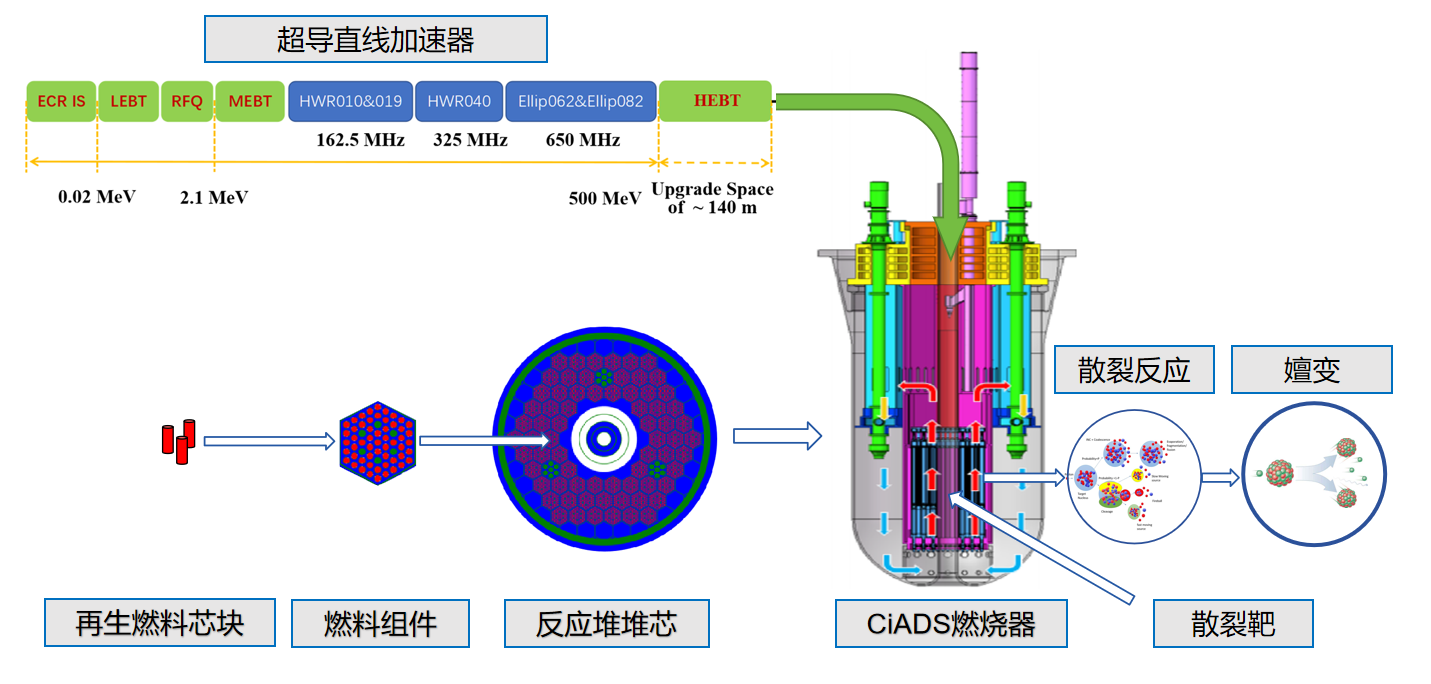 超导直线加速器
ECR IS
LEBT
RFQ
MEBT
HWR010&019
HWR040
Ellip062&Ellip082
HEBT
162.5 MHz
325 MHz
650 MHz
0.02 MeV
2.1 MeV
500 MeV
Upgrade Space
of ~ 140 m
散裂反应
嬗变
再生燃料芯块
燃料组件
反应堆堆芯
CiADS燃烧器
散裂靶